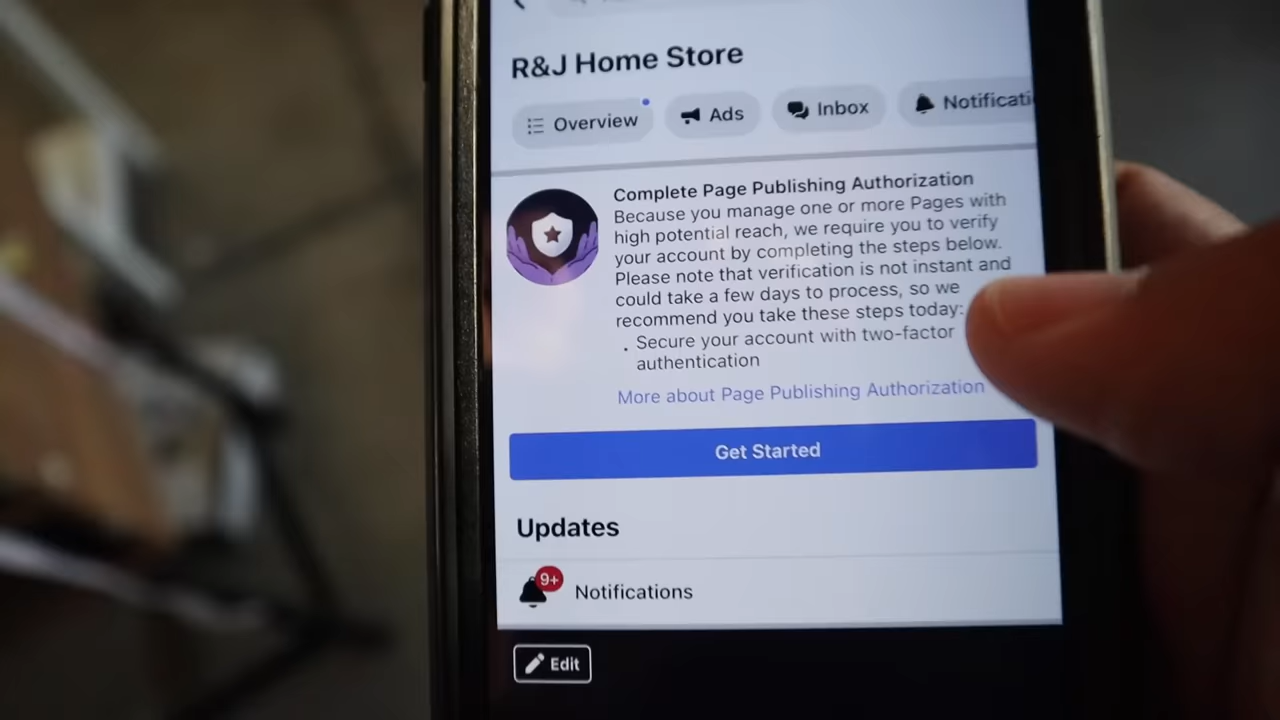 R&J Home Store
Overview
Ads
Inbox
Notificati
Complete Page Publishing Authorization
Because you manage one or more Pages with
high potential reach, we require you to verify
your account by completing the steps below.
Please note that verification is not instant and
could take a few days to process, so we
recommend you take these steps today:
· Secure your account with two-factor
authentication
More about Page Publishing Authorization
Get Started
Updates
9+
Notifications
Edit